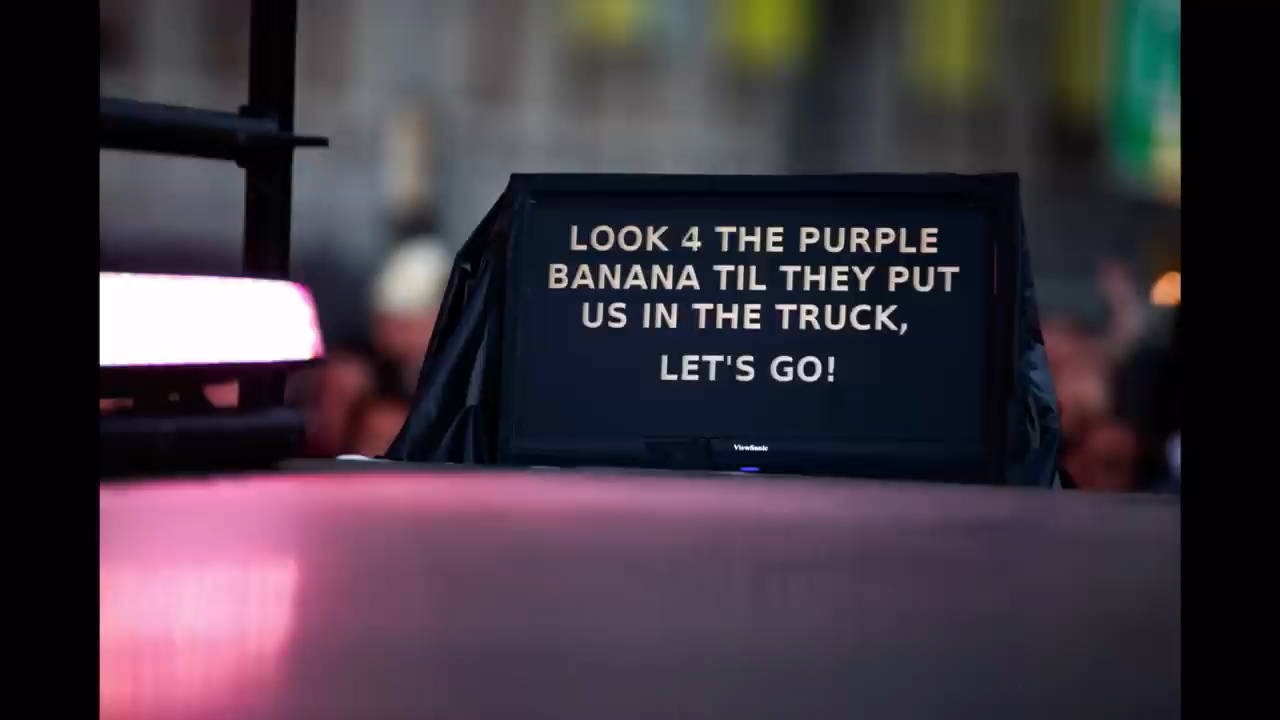 LOOK 4 THE PURPLE
BANANA TIL THEY PUT
US IN THE TRUCK,
LET'S GO!
ViewSonic